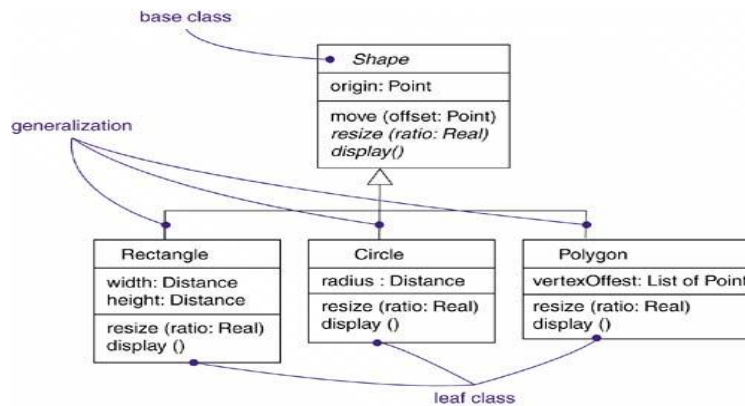 base class
Shape
origin: Point
move (offset: Point)
resize (ratio: Real)
display()
generalization
Rectangle
width: Distance
height: Distance
resize (ratio: Real)
display ()
Circle
radius : Distance
resize (ratio: Real)
display ()
Polygon
vertexOffest: List of Point
resize (ratio: Real)
display ()
leaf class